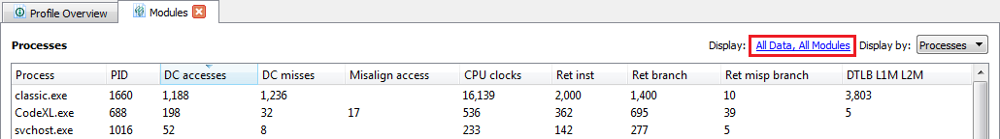 Profile Overview Modules
Processes Display: All Data, All Modules Display by: Processes
Process PID DC accesses DC misses Misalign access CPU clocks Ret inst Ret branch Ret misp branch DTLB L1M L2M
classic.exe 1660 1,188 1,236 16,139 2,000 1,400 10 3,803
CodeXL.exe 688 198 32 17 536 362 695 39 5
svchost.exe 1016 52 8 233 142 277 5